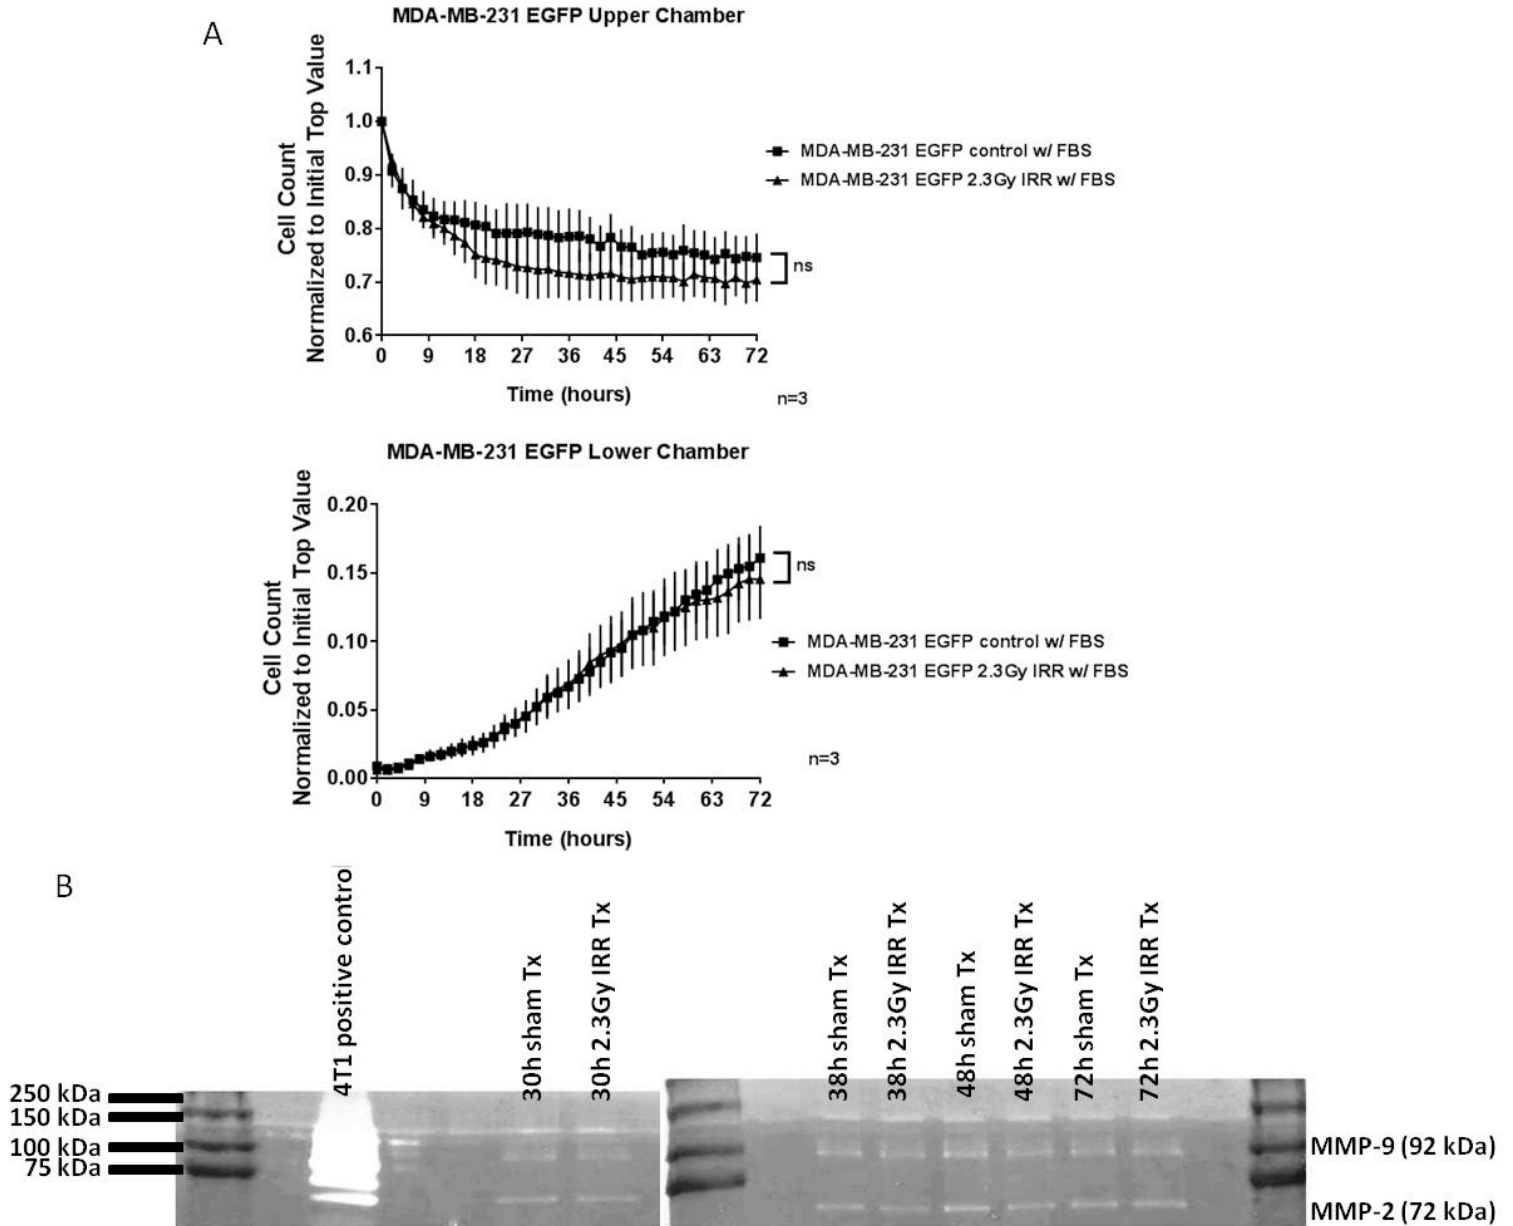 A
MDA-MB-231 EGFP Upper Chamber
Cell Count
Normalized to Initial Top Value
1.1
1.0
0.9
0.8
0.7
0.6
0 9 18 27 36 45 54 63 72
Time (hours)
MDA-MB-231 EGFP control w/ FBS
MDA-MB-231 EGFP 2.3Gy IRR w/ FBS
ns
n=3
MDA-MB-231 EGFP Lower Chamber
Cell Count
Normalized to Initial Top Value
0.20
0.15
0.10
0.05
0.00
0 9 18 27 36 45 54 63 72
Time (hours)
ns
MDA-MB-231 EGFP control w/ FBS
MDA-MB-231 EGFP 2.3Gy IRR w/ FBS
n=3
B
4T1 positive control
30h sham Tx
30h 2.3Gy IRR Tx
38h sham Tx
38h 2.3Gy IRR Tx
48h sham Tx
48h 2.3Gy IRR Tx
72h sham Tx
72h 2.3Gy IRR Tx
250 kDa
150 kDa
100 kDa
75 kDa
MMP-9 (92 kDa)
MMP-2 (72 kDa)